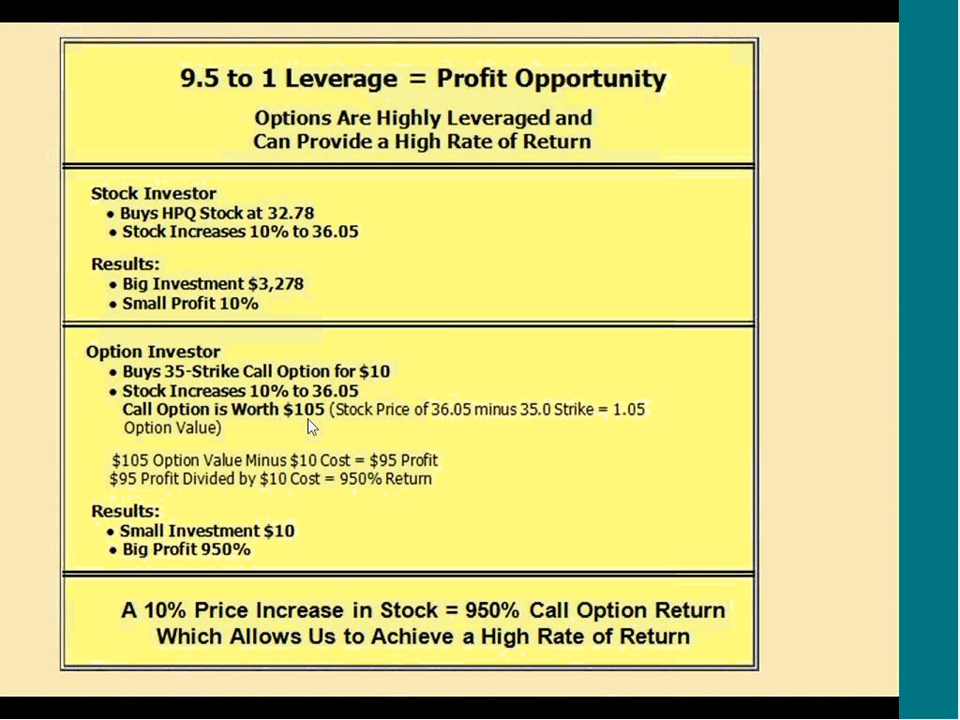 9.5 to 1 Leverage = Profit Opportunity
Options Are Highly Leveraged and
Can Provide a High Rate of Return
Stock Investor
• Buys HPQ Stock at 32.78
• Stock Increases 10% to 36.05
Results:
• Big Investment $3,278
• Small Profit 10%
Option Investor
• Buys 35-Strike Call Option for $10
• Stock Increases 10% to 36.05
Call Option is Worth $105 (Stock Price of 36.05 minus 35.0 Strike = 1.05
Option Value)
$105 Option Value Minus $10 Cost = $95 Profit
$95 Profit Divided by $10 Cost = 950% Return
Results:
• Small Investment $10
• Big Profit 950%
A 10% Price Increase in Stock = 950% Call Option Return
Which Allows Us to Achieve a High Rate of Return